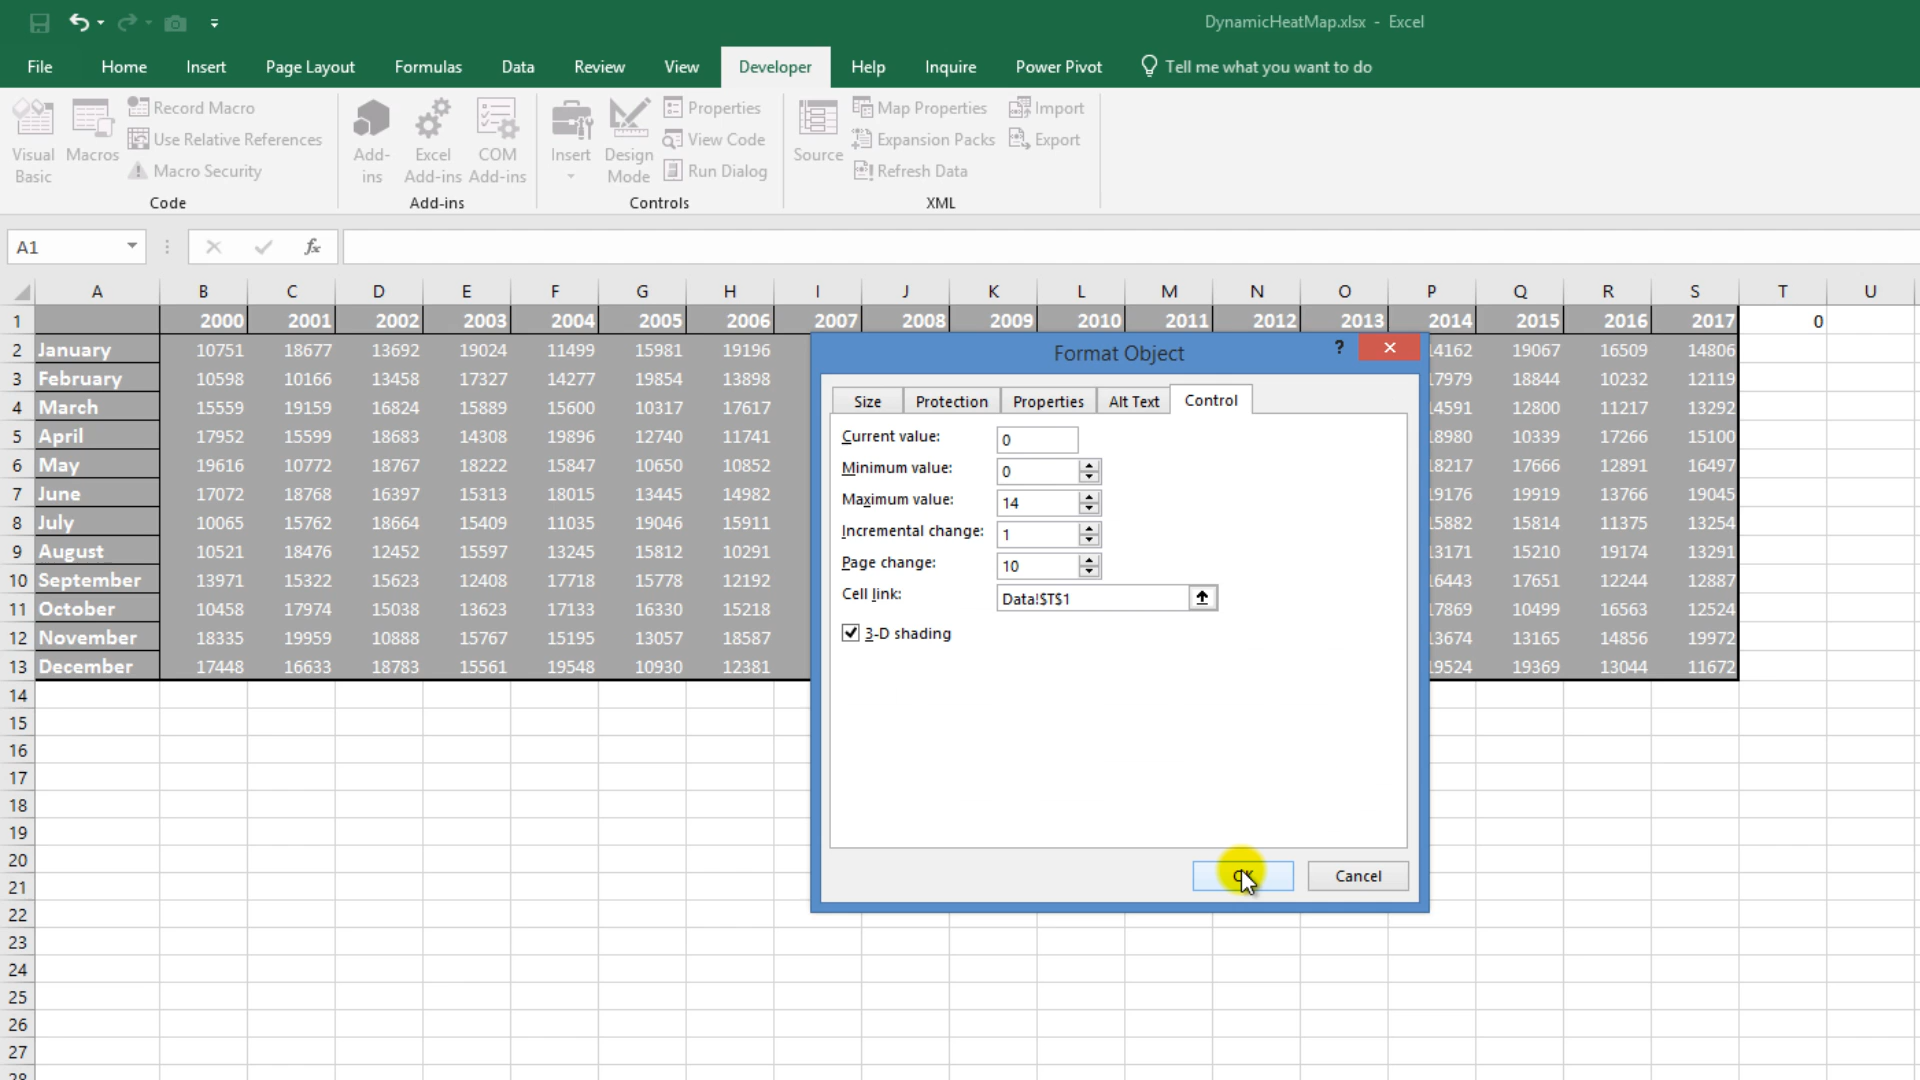 DynamicHeatMap.xlsx - Excel
File Home Insert Page Layout Formulas Data Review View Developer Help Inquire Power Pivot Tell me what you want to do
Visual Basic
Macros
Record Macro
Use Relative References
Macro Security
Code
Add-ins
Excel Add-ins
COM Add-ins
Add-ins
Insert
Design Mode
Properties
View Code
Run Dialog
Controls
Source
Map Properties
Expansion Packs
Refresh Data
Import
Export
XML
A1 fx
A B C D E F G H I J K L M N O P Q R S T U
1 2000 2001 2002 2003 2004 2005 2006 2007 2008 2009 2010 2011 2012 2013 2014 2015 2016 2017 0
2 January 10751 18677 13692 19024 11499 15981 19196 14162 19067 16509 14806
3 February 10598 10166 13458 17327 14277 19854 13898 17979 18844 10232 12119
4 March 15559 19159 16824 15889 15600 10317 17617 14591 12800 11217 13292
5 April 17952 15599 18683 14308 19896 12740 11741 18980 10339 17266 15100
6 May 19616 10772 18767 18222 15847 10650 10852 18217 17666 12891 16497
7 June 17072 18768 16397 15313 18015 13445 14982 19176 19919 13766 19045
8 July 10065 15762 18664 15409 11035 19046 15911 15882 15814 11375 13254
9 August 10521 18476 12452 15597 13245 15812 10291 13171 15210 19174 13291
10 September 13971 15322 15623 12408 17718 15778 12192 16443 17651 12244 12887
11 October 10458 17974 15038 13623 17133 16330 15218 17869 10499 16563 12524
12 November 18335 19959 10888 15767 15195 13057 18587 13674 13165 14856 19972
13 December 17448 16633 18783 15561 19548 10930 12381 19524 19369 13044 11672
14
15
16
17
18
19
20
21
22
23
24
25
26
27
28
Format Object ?
Size Protection Properties Alt Text Control
Current value: 0
Minimum value: 0
Maximum value: 14
Incremental change: 1
Page change: 10
Cell link: Data!$T$1
3-D shading
OK Cancel